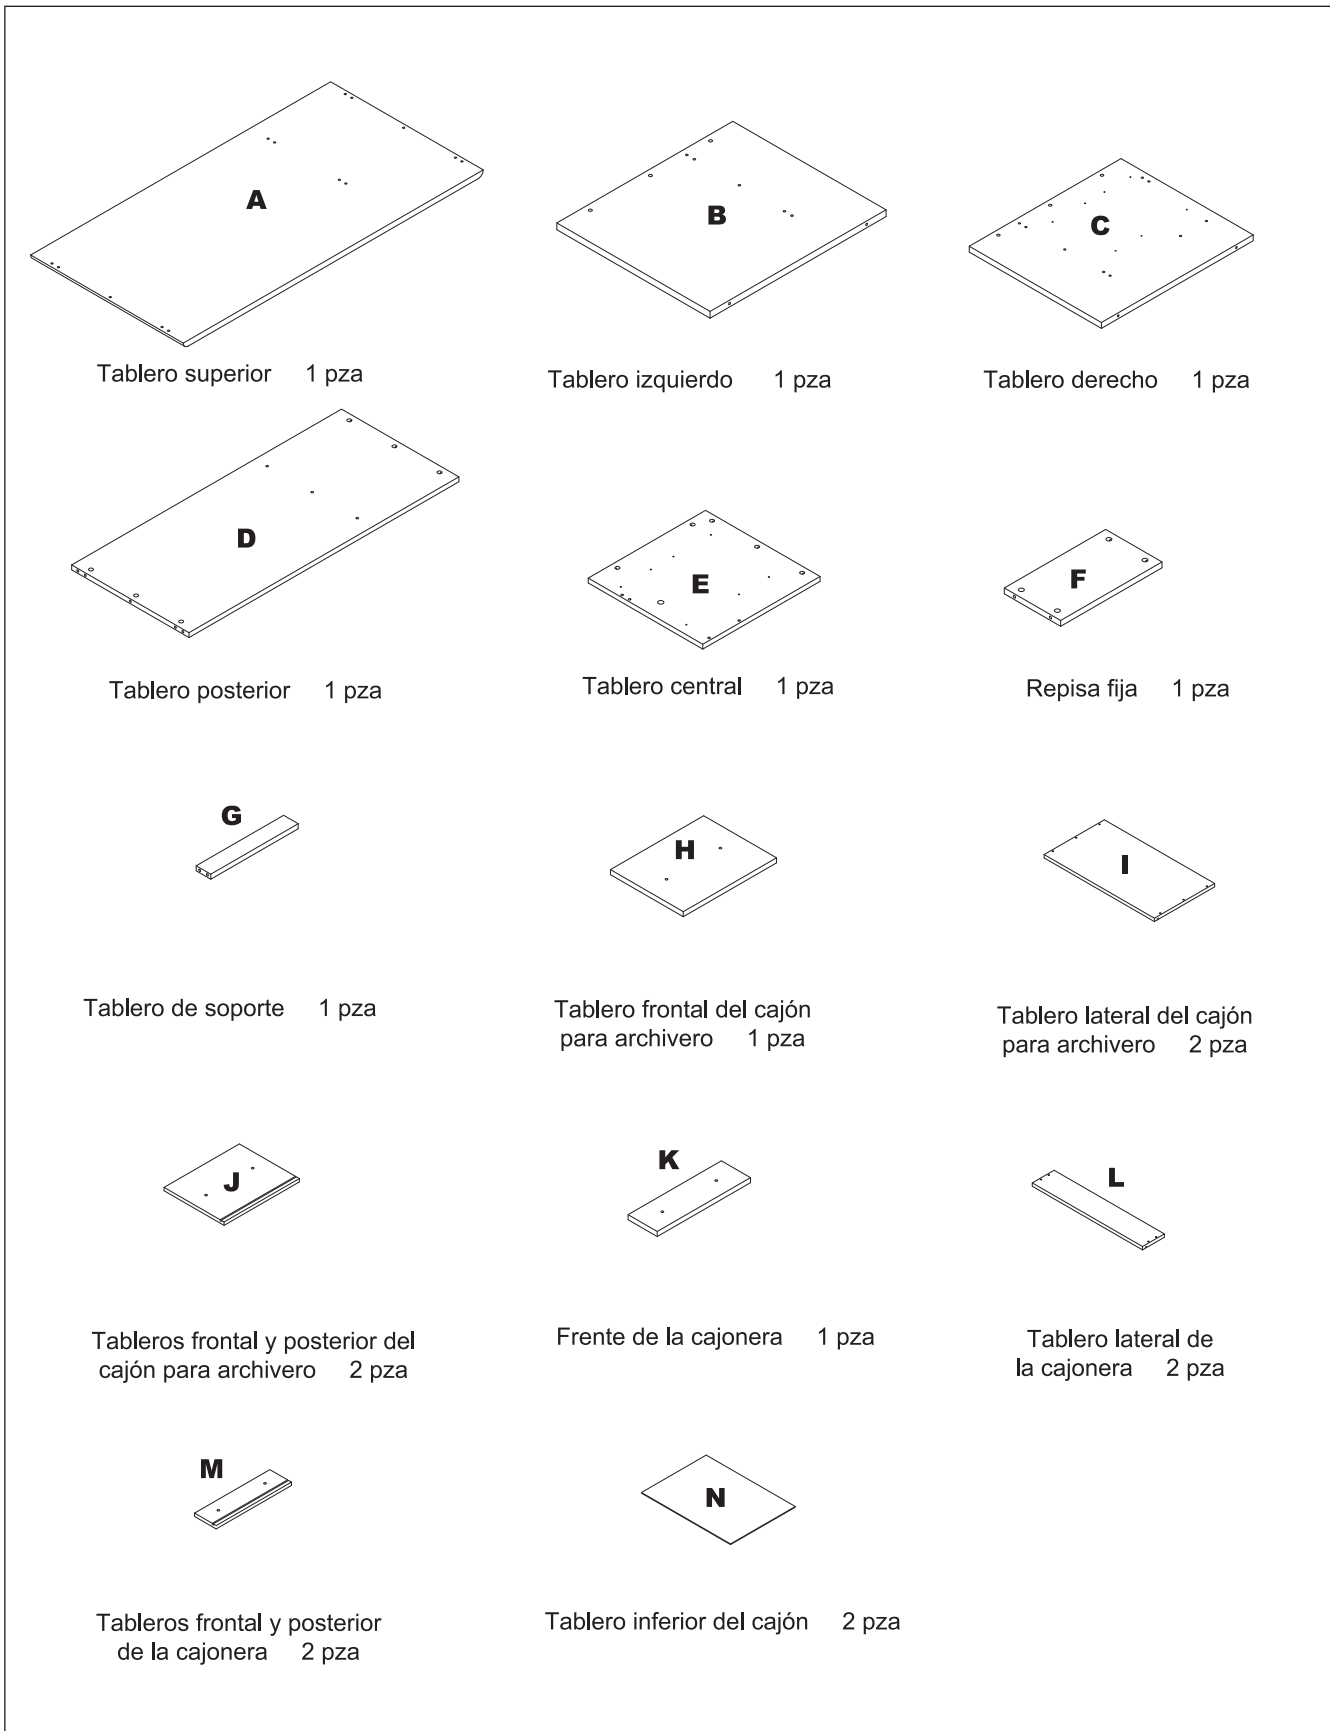 A
B
C
Tablero superior 1 pza
Tablero izquierdo 1 pza
Tablero derecho 1 pza
D
E
F
Tablero posterior 1 pza
Tablero central 1 pza
Repisa fija 1 pza
G
H
I
Tablero de soporte 1 pza
Tablero frontal del cajón
para archivero 1 pza
Tablero lateral del cajón
para archivero 2 pza
J
K
L
Tableros frontal y posterior del
cajón para archivero 2 pza
Frente de la cajonera 1 pza
Tablero lateral de
la cajonera 2 pza
M
N
Tableros frontal y posterior
de la cajonera 2 pza
Tablero inferior del cajón 2 pza